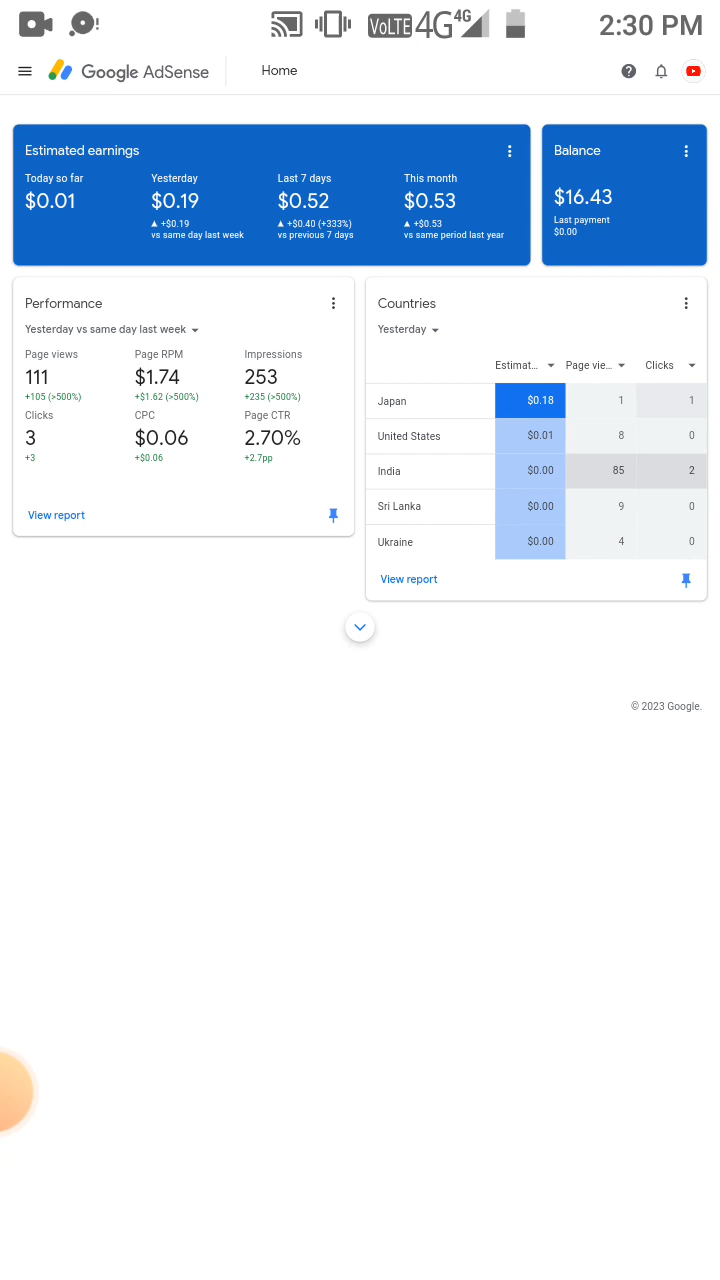 VoLTE 4G 4G 2:30 PM
Google AdSense Home
Estimated earnings
Today so far Yesterday Last 7 days This month
$0.01 $0.19 $0.52 $0.53
+$0.19 +$0.40 (+333%) +$0.53
vs same day last week vs previous 7 days vs same period last year
Balance
$16.43
Last payment
$0.00
Performance
Yesterday vs same day last week
Page views Page RPM Impressions
111 $1.74 253
+105 (>500%) +$1.62 (>500%) +235 (>500%)
Clicks CPC Page CTR
3 $0.06 2.70%
+3 +$0.06 +2.7pp
View report
Countries
Yesterday
Estimat... Page vie... Clicks
Japan $0.18 1 1
United States $0.01 8 0
India $0.00 85 2
Sri Lanka $0.00 9 0
Ukraine $0.00 4 0
View report
© 2023 Google.